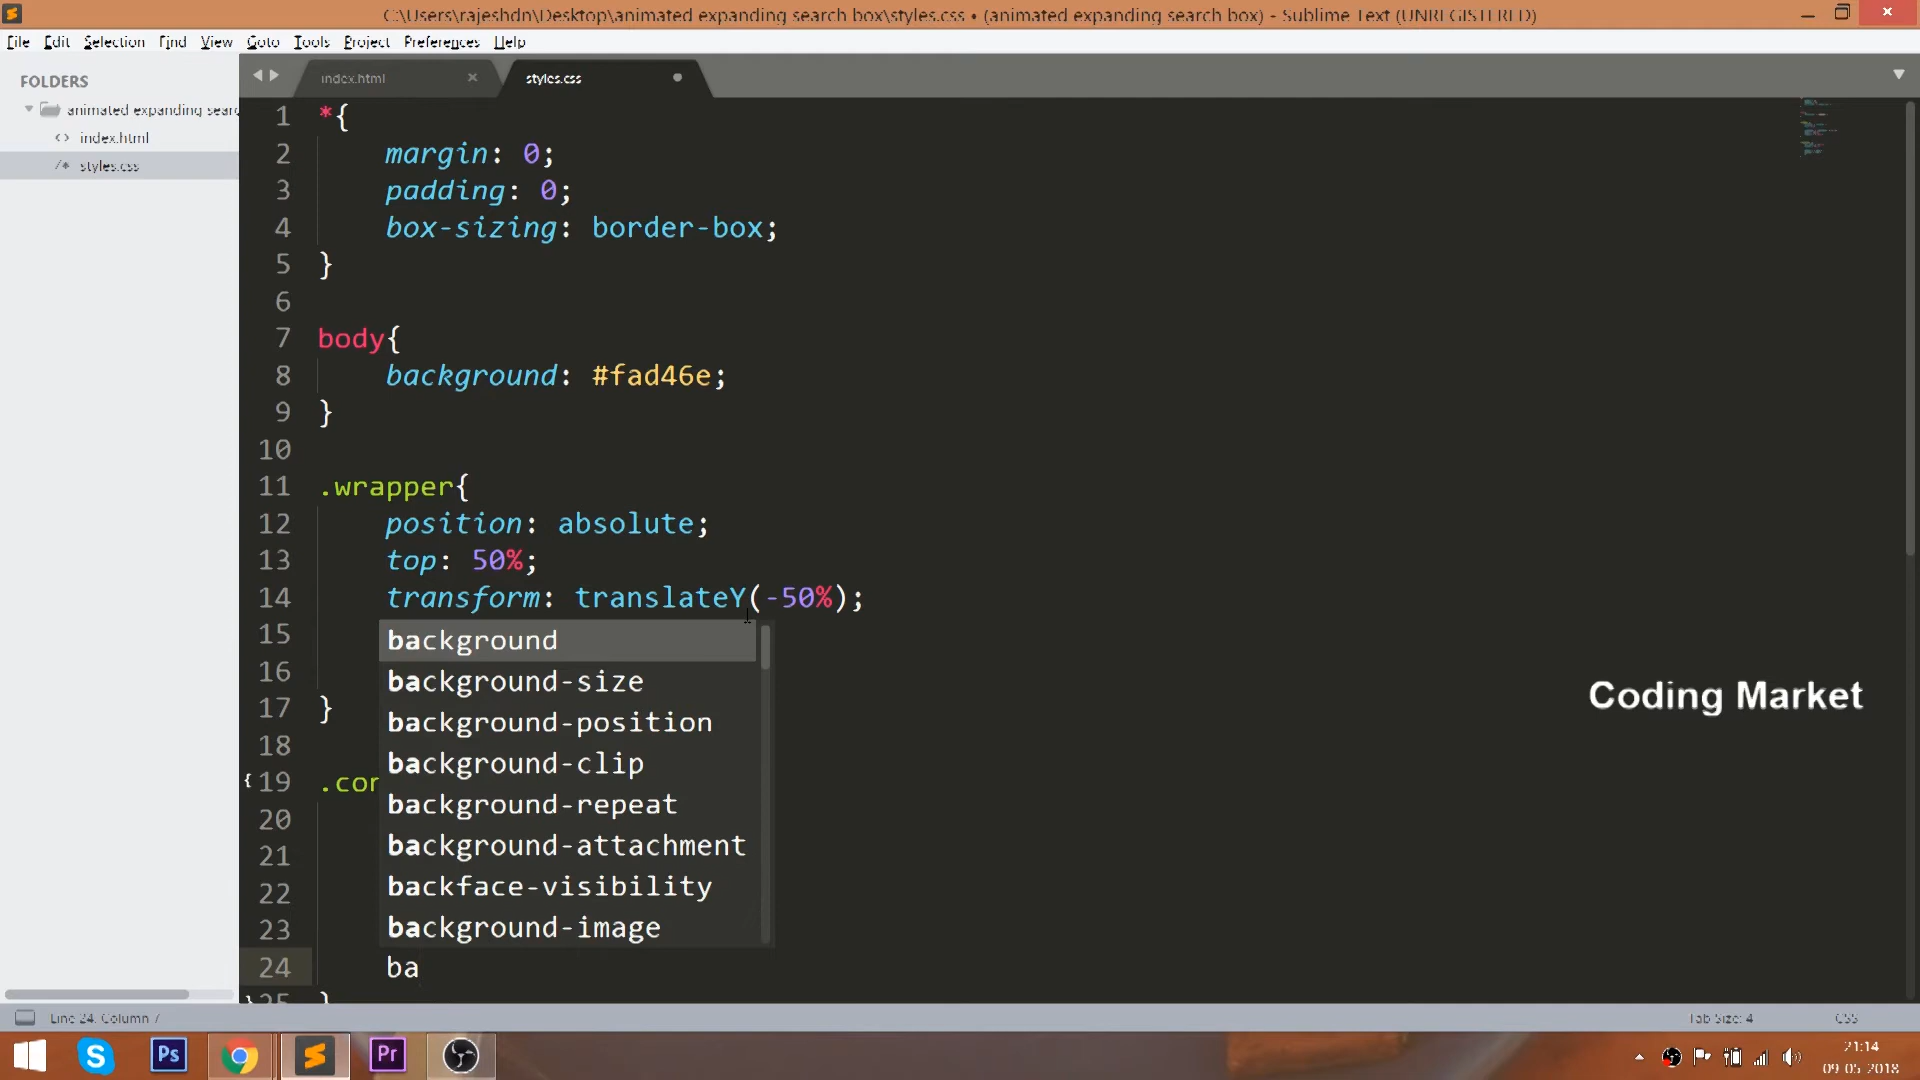 C:\Users\rajeshdn\Desktop\animated expanding search box\styles.css • (animated expanding search box) - Sublime Text (UNREGISTERED)
File Edit Selection Find View Goto Tools Project Preferences Help
FOLDERS
animated expanding searc
<> index.html
/* styles.css
index.html ×
styles.css
1 *{
2 margin: 0;
3 padding: 0;
4 box-sizing: border-box;
5 }
6
7 body{
8 background: #fad46e;
9 }
10
11 .wrapper{
12 position: absolute;
13 top: 50%;
14 transform: translateY(-50%);
15
16
17 }
18
19 .con
20
21
22
23
24 ba
25 }
background
background-size
background-position
background-clip
background-repeat
background-attachment
backface-visibility
background-image
Coding Market
Line 24, Column 7
Tab Size: 4
CSS
S
Ps
Pr
21:14
09-05-2018